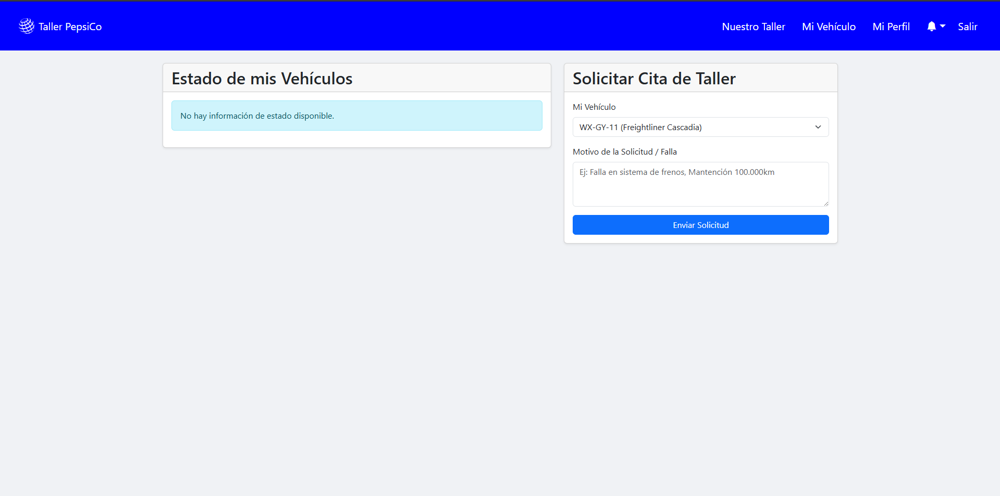 Taller PepsiCo
Nuestro Taller
Mi Vehículo
Mi Perfil
Salir
Estado de mis Vehículos
No hay información de estado disponible.
Solicitar Cita de Taller
Mi Vehículo
WX-GY-11 (Freightliner Cascadia)
Motivo de la Solicitud / Falla
Ej: Falla en sistema de frenos, Mantención 100.000km
Enviar Solicitud